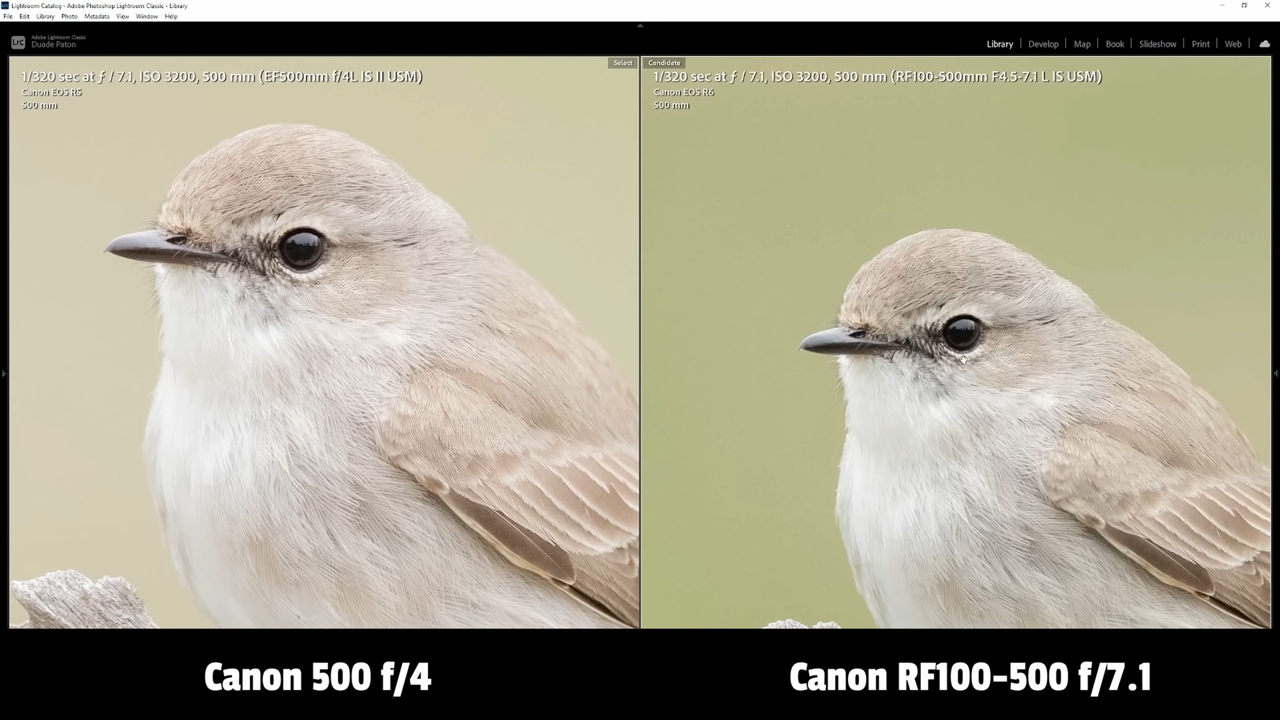 Lightroom Catalog - Adobe Photoshop Lightroom Classic - Library
File Edit Library Photo Metadata View Window Help
Lrc
Adobe Lightroom Classic
Duade Paton
Library | Develop | Map | Book | Slideshow | Print | Web
Select
1/320 sec at ƒ / 7.1, ISO 3200, 500 mm (EF500mm f/4L IS II USM)
Canon EOS R5
500 mm
Candidate
1/320 sec at ƒ / 7.1, ISO 3200, 500 mm (RF100-500mm F4.5-7.1 L IS USM)
Canon EOS R6
500 mm
Canon 500 f/4
Canon RF100-500 f/7.1